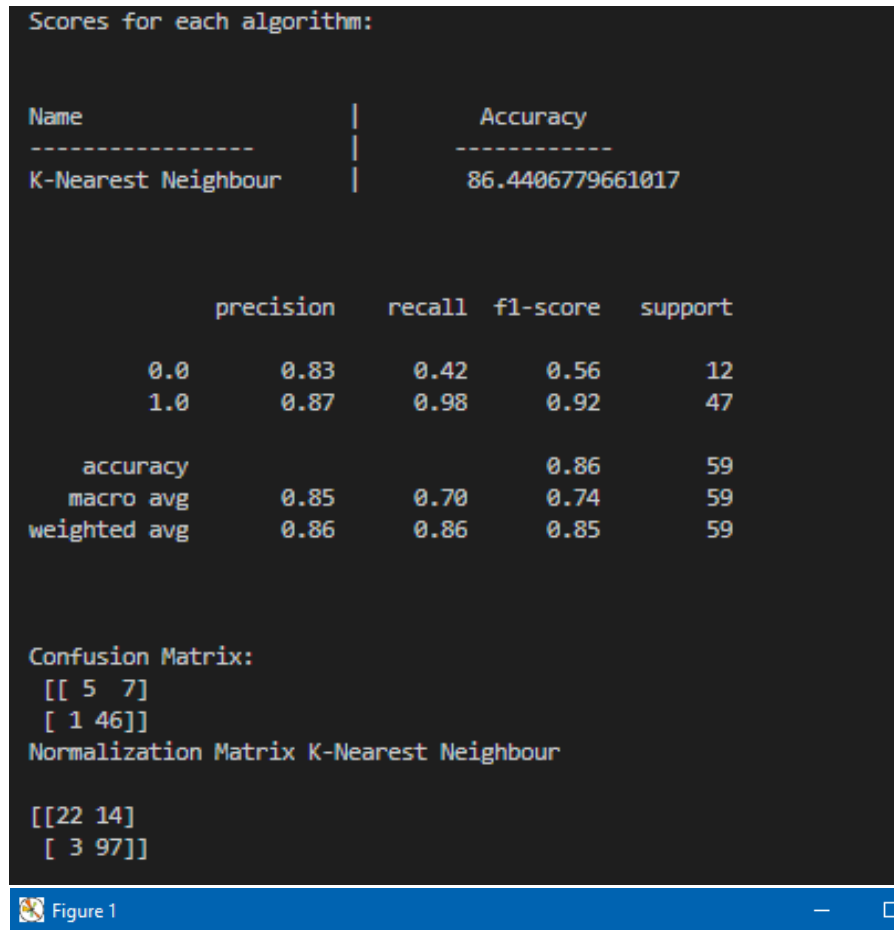 Scores for each algorithm:
Name | Accuracy
----------------- | ------------
K-Nearest Neighbour | 86.4406779661017
precision recall f1-score support
0.0 0.83 0.42 0.56 12
1.0 0.87 0.98 0.92 47
accuracy 0.86 59
macro avg 0.85 0.70 0.74 59
weighted avg 0.86 0.86 0.85 59
Confusion Matrix:
[[ 5 7]
[ 1 46]]
Normalization Matrix K-Nearest Neighbour
[[22 14]
[ 3 97]]
Figure 1